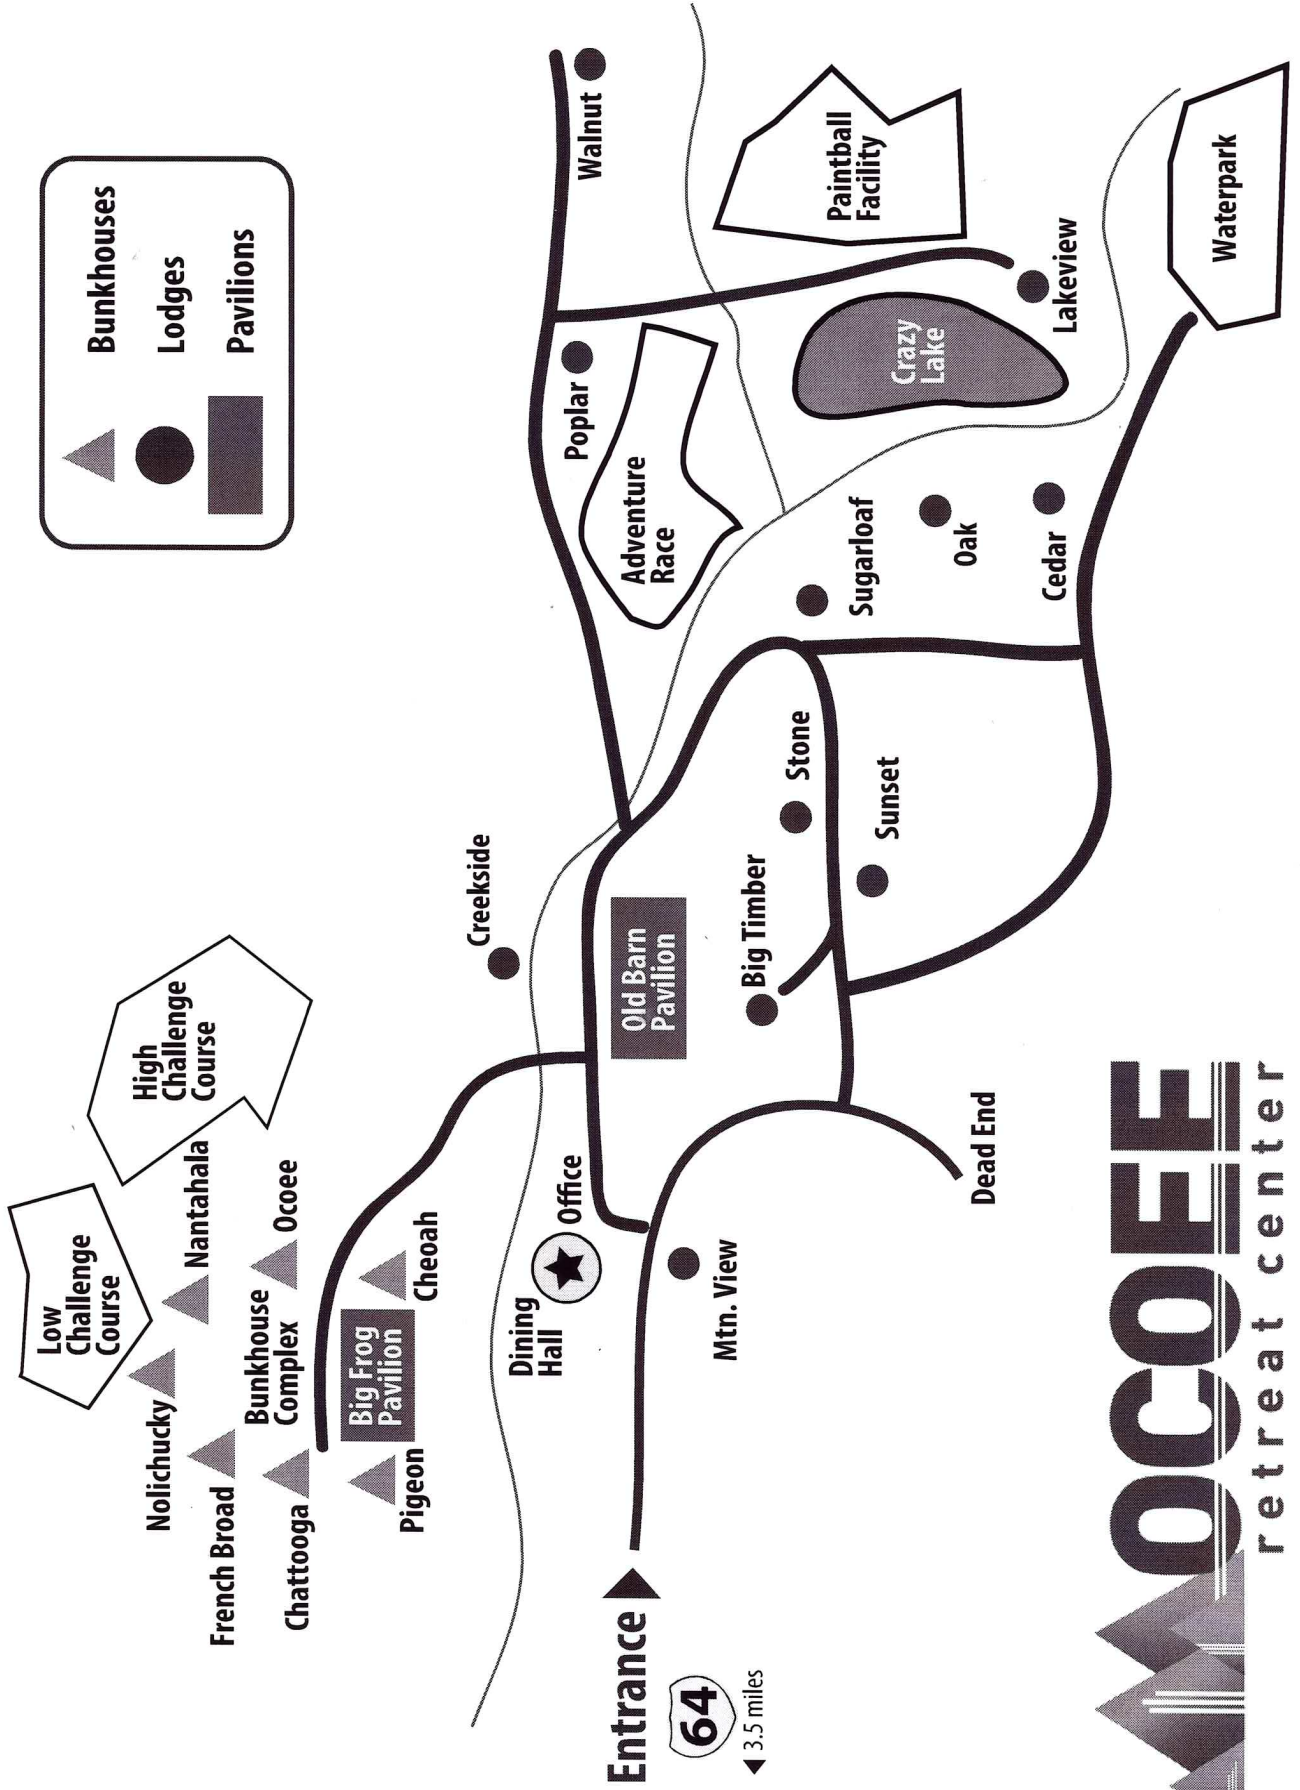 Bunkhouses
Lodges
Pavilions
Low
Challenge
Course
High
Challenge
Course
Nolichucky
Nantahala
French Broad
Bunkhouse
Complex
Ocoee
Chattooga
Big Frog
Pavilion
Cheoah
Pigeon
Creekside
Walnut
Poplar
Dining
Hall
Office
Adventure
Race
Old Barn
Pavilion
Paintball
Facility
Entrance
64
3.5 miles
Mtn. View
Big Timber
Stone
Sunset
Sugarloaf
Crazy
Lake
Oak
Cedar
Lakeview
Dead End
Waterpark
OCOEE
retreat center